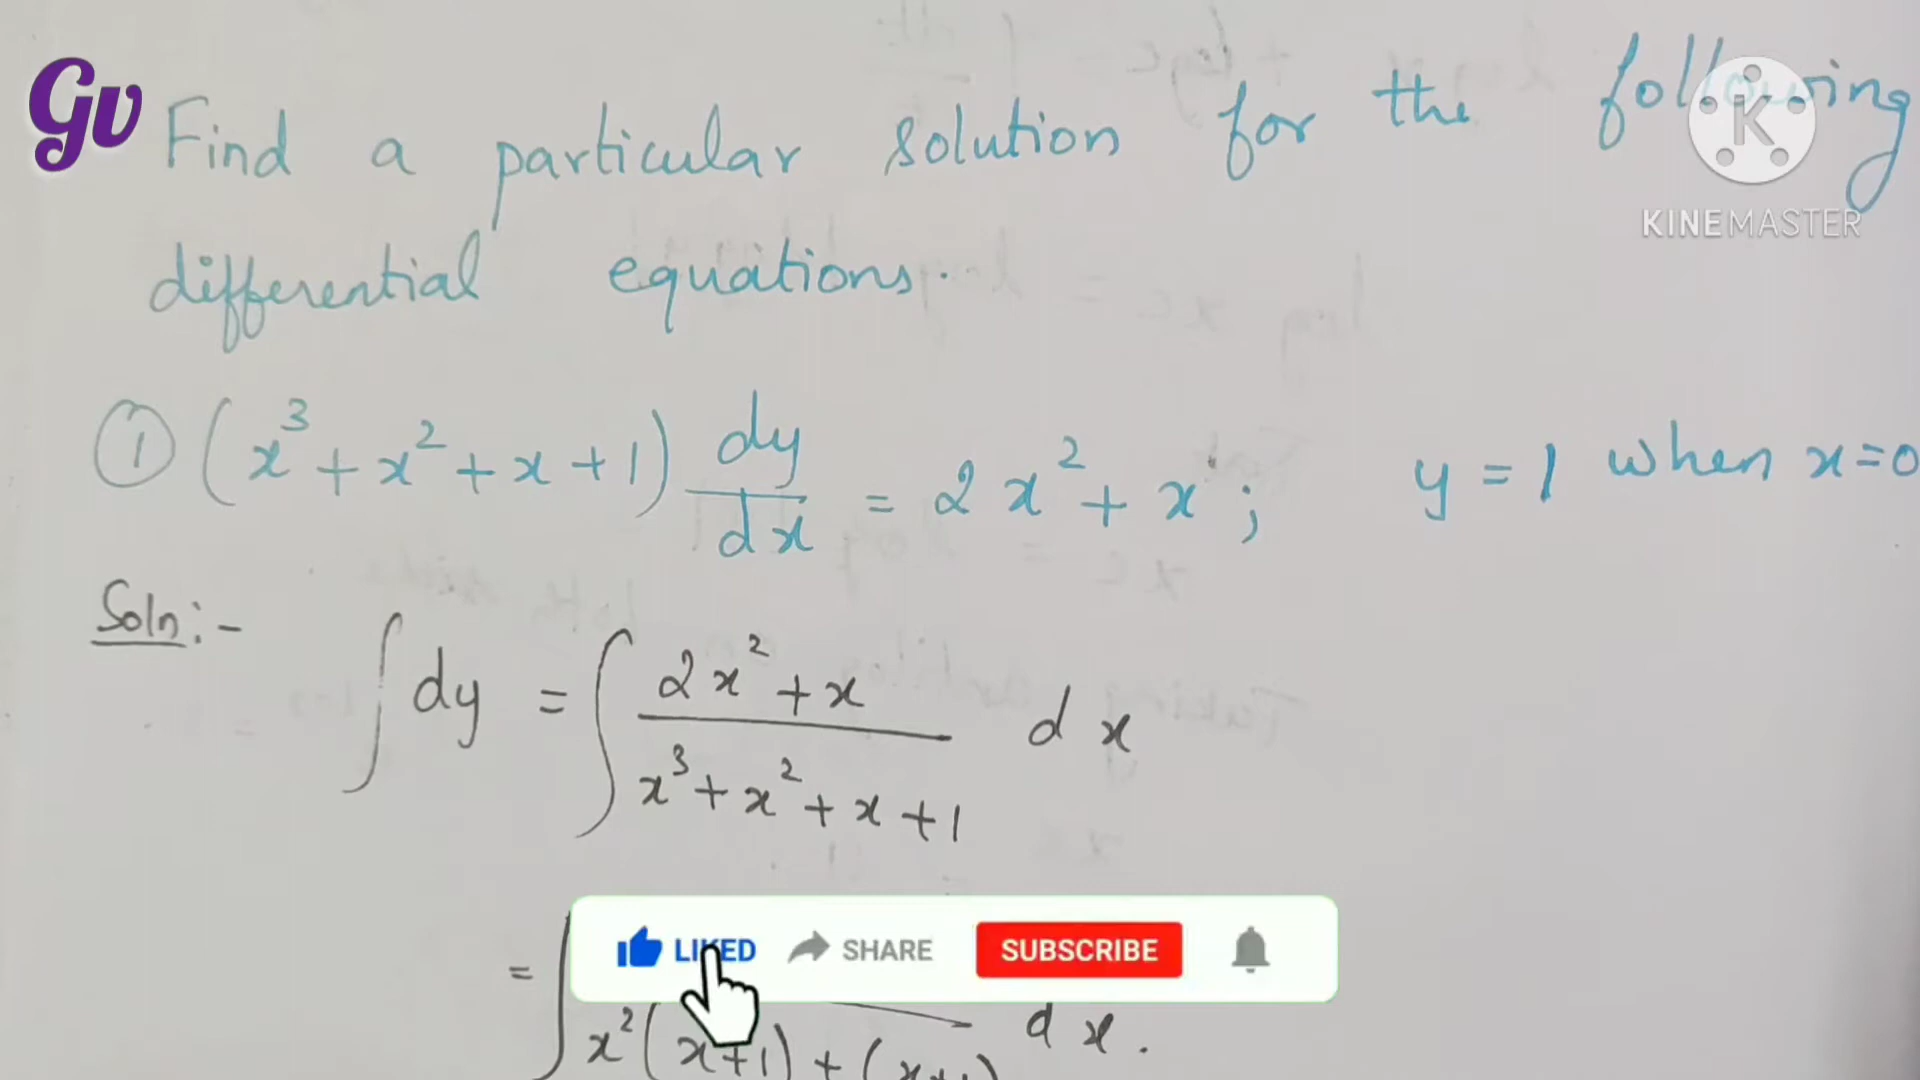 Gv
Find a particular solution for the following
KINEMASTER
differential equations.
① (x³ + x² + x + 1) dy/dx = 2x² + x ; y = 1 when x = 0
Soln:-
∫ dy = ∫ (2x² + x)/(x³ + x² + x + 1) dx
LIKED SHARE SUBSCRIBE
= ∫ /(x²(x+1) + (x+1)) dx.